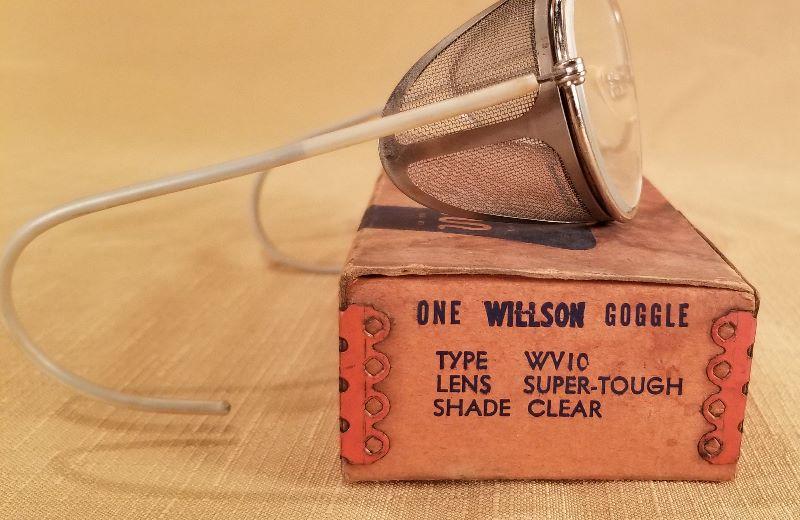 ONE WILLSON GOGGLE
TYPE WV10
LENS SUPER-TOUGH
SHADE CLEAR